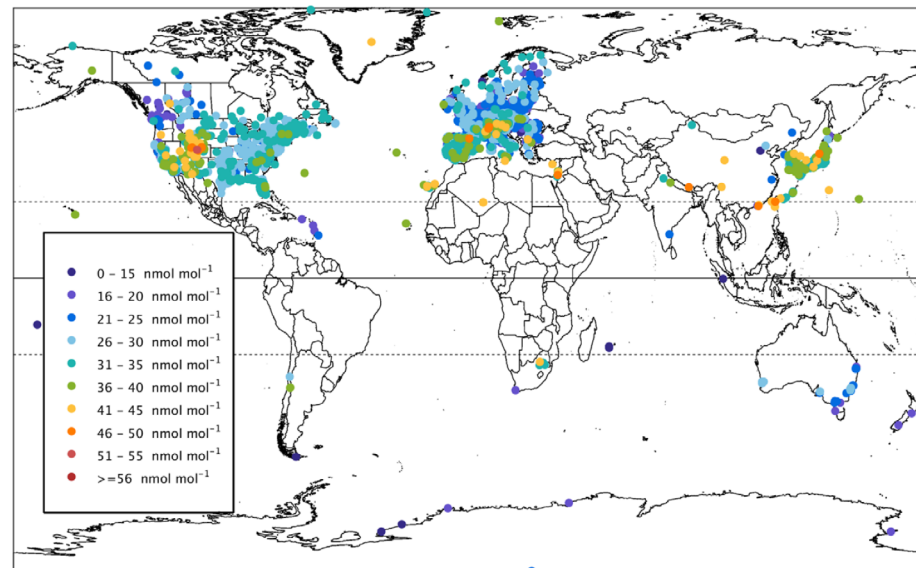 0 – 15 nmol mol⁻¹
16 – 20 nmol mol⁻¹
21 – 25 nmol mol⁻¹
26 – 30 nmol mol⁻¹
31 – 35 nmol mol⁻¹
36 – 40 nmol mol⁻¹
41 – 45 nmol mol⁻¹
46 – 50 nmol mol⁻¹
51 – 55 nmol mol⁻¹
>=56 nmol mol⁻¹